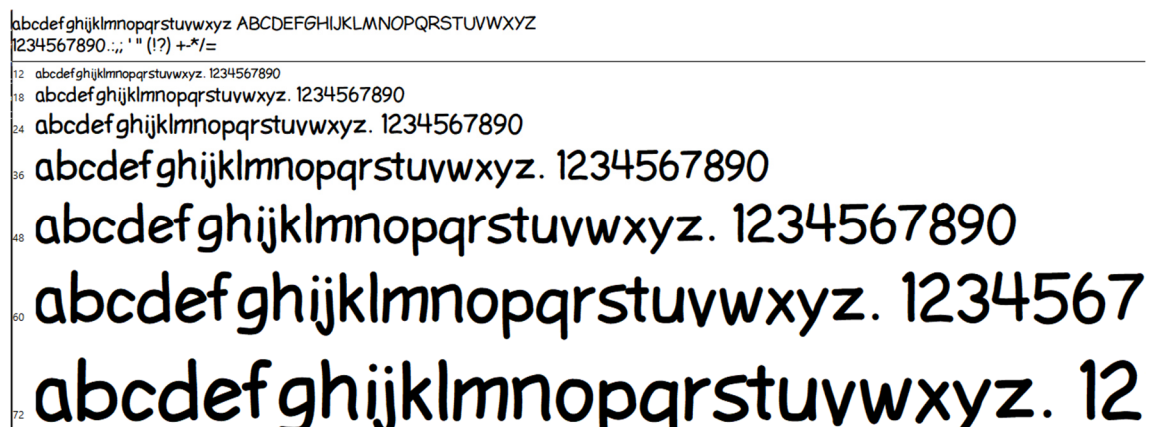 abcdefghijklmnopqrstuvwxyz ABCDEFGHIJKLMNOPQRSTUVWXYZ
1234567890.:,; ' " (!?) +-*/=
12 abcdefghijklmnopqrstuvwxyz. 1234567890
18 abcdefghijklmnopqrstuvwxyz. 1234567890
24 abcdefghijklmnopqrstuvwxyz. 1234567890
36 abcdefghijklmnopqrstuvwxyz. 1234567890
48 abcdefghijklmnopqrstuvwxyz. 1234567890
60 abcdefghijklmnopqrstuvwxyz. 1234567
72 abcdefghijklmnopqrstuvwxyz. 12